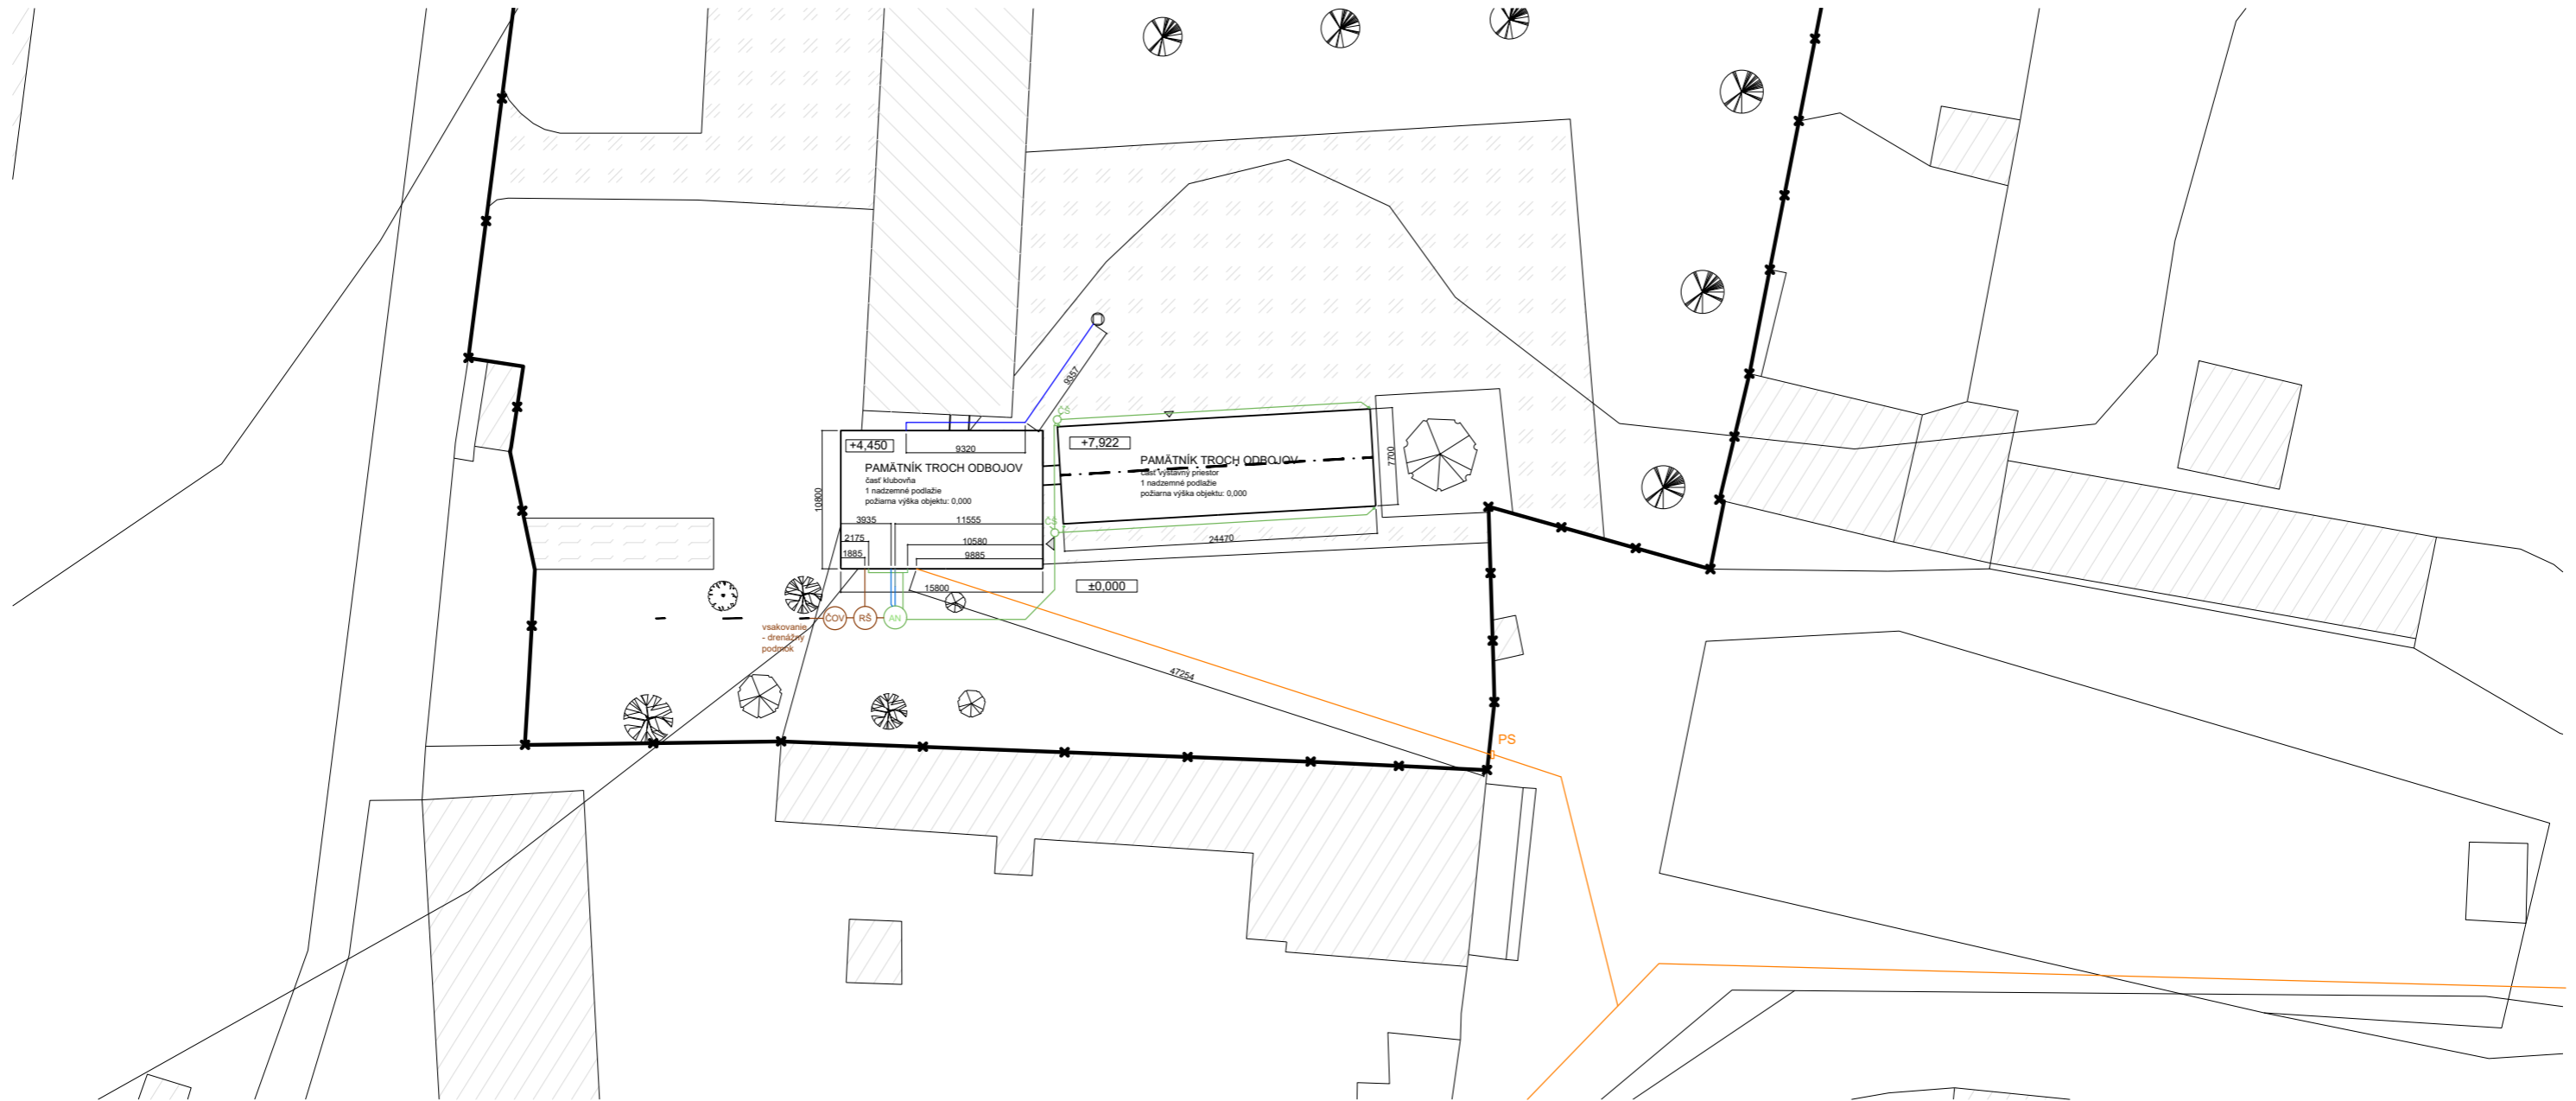 9357
ČŠ
+4,450
9320
PAMÄTNÍK TROCH ODBOJOV
časť klubovňa
1 nadzemné podlažie
požiarna výška objektu: 0,000
10800
+7,922
PAMÄTNÍK TROCH ODBOJOV
časť výstavný priestor
1 nadzemné podlažie
požiarna výška objektu: 0,000
7700
3935
11555
ČŠ
2175
10580
24470
1885
9885
15800
±0,000
ČOV
RŠ
AN
vsakovanie
- drenážny
podmok
47254
PS